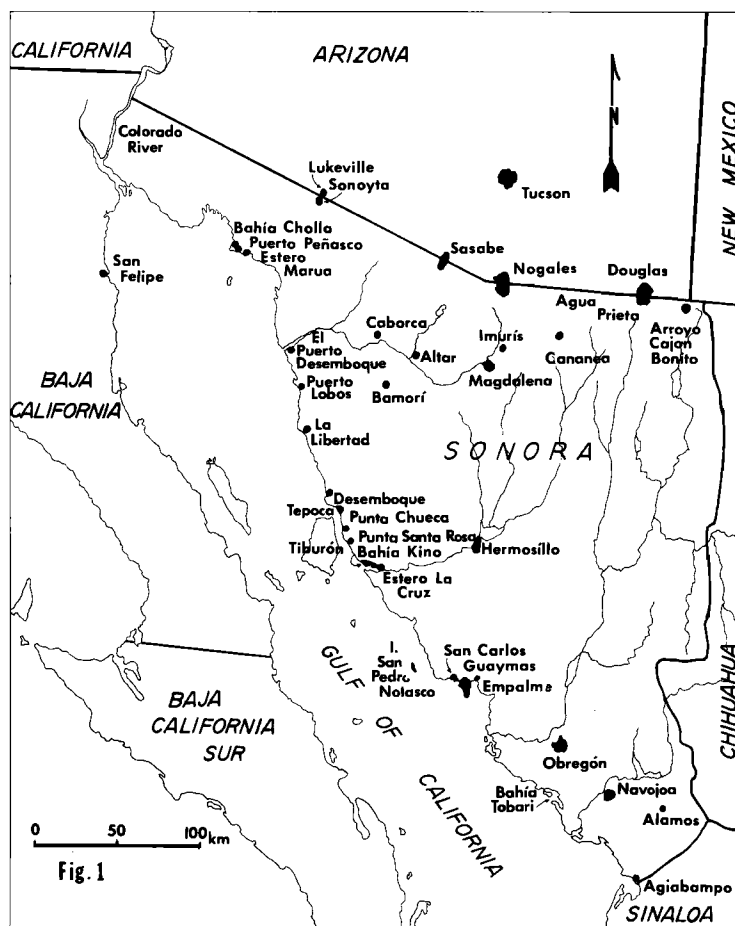 CALIFORNIA
ARIZONA
NEW MEXICO
N
Colorado
River
Lukeville
Sonoyta
Tucson
Bahía Cholla
Puerto Peñasco
Estero
Marua
Sasabe
San
Felipe
Nogales
Douglas
Agua
Prieta
Arroyo
Cajon
Bonito
El
Puerto
Desemboque
Caborca
Altar
Imurís
Magdalena
Cananea
Puerto
Lobos
Bamorí
BAJA
CALIFORNIA
La
Libertad
SONORA
Desemboque
Tepoca
Punta Chueca
Punta Santa Rosa
Tiburón
Bahía Kino
Hermosillo
Estero La
Cruz
I.
San
Pedro
Nolasco
San Carlos
Guaymas
Empalme
GULF OF CALIFORNIA
CHIHUAHUA
BAJA
CALIFORNIA
SUR
Obregón
Bahía
Tobari
Navojoa
Alamos
0 50 100 km
Fig. 1
Agiabampo
SINALOA